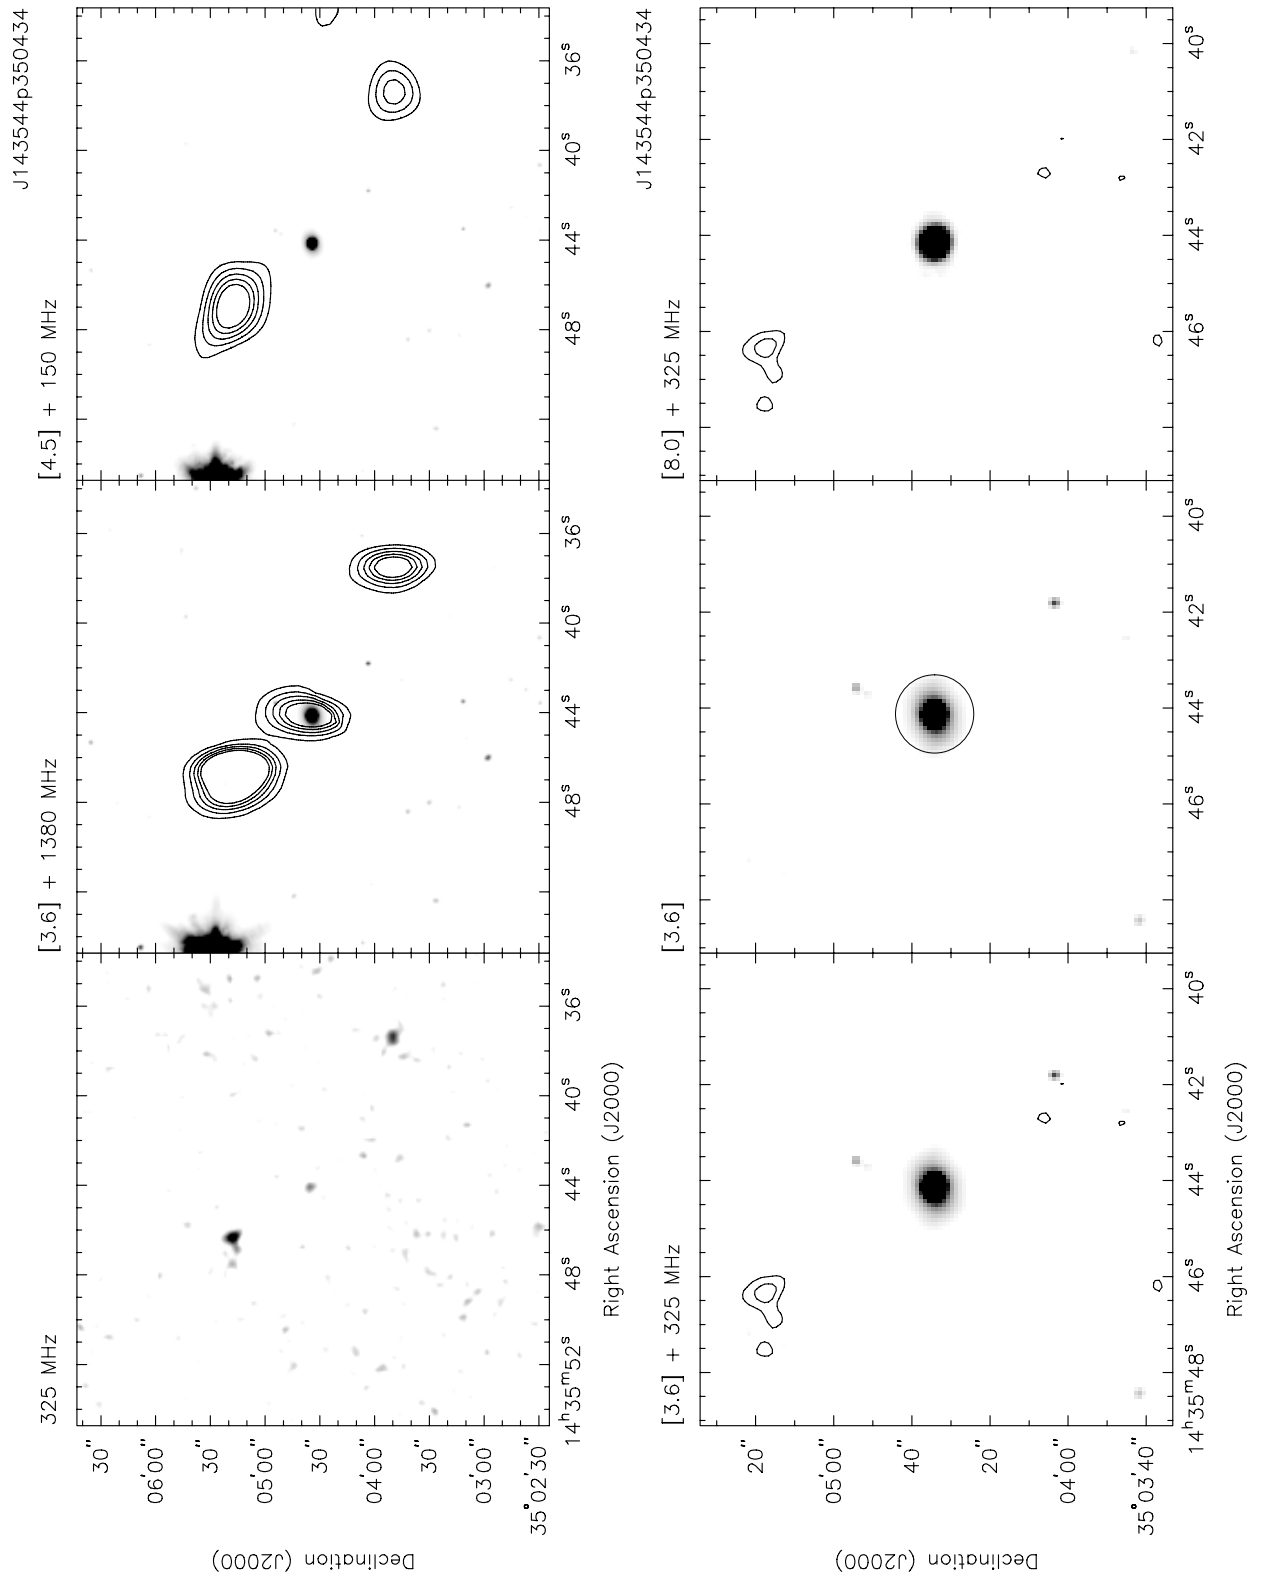 J143544p350434
325 MHz [3.6] + 1380 MHz [4.5] + 150 MHz
Declination (J2000)
30"
06'00"
30"
05'00"
30"
04'00"
30"
03'00"
35°02'30"
14h35m52s 48s 44s 40s 36s 48s 44s 40s 36s 48s 44s 40s 36s
Right Ascension (J2000)
J143544p350434
[3.6] + 325 MHz [3.6] [8.0] + 325 MHz
Declination (J2000)
20"
05'00"
40"
20"
04'00"
35°03'40"
14h35m48s 46s 44s 42s 40s 46s 44s 42s 40s 46s 44s 42s 40s
Right Ascension (J2000)